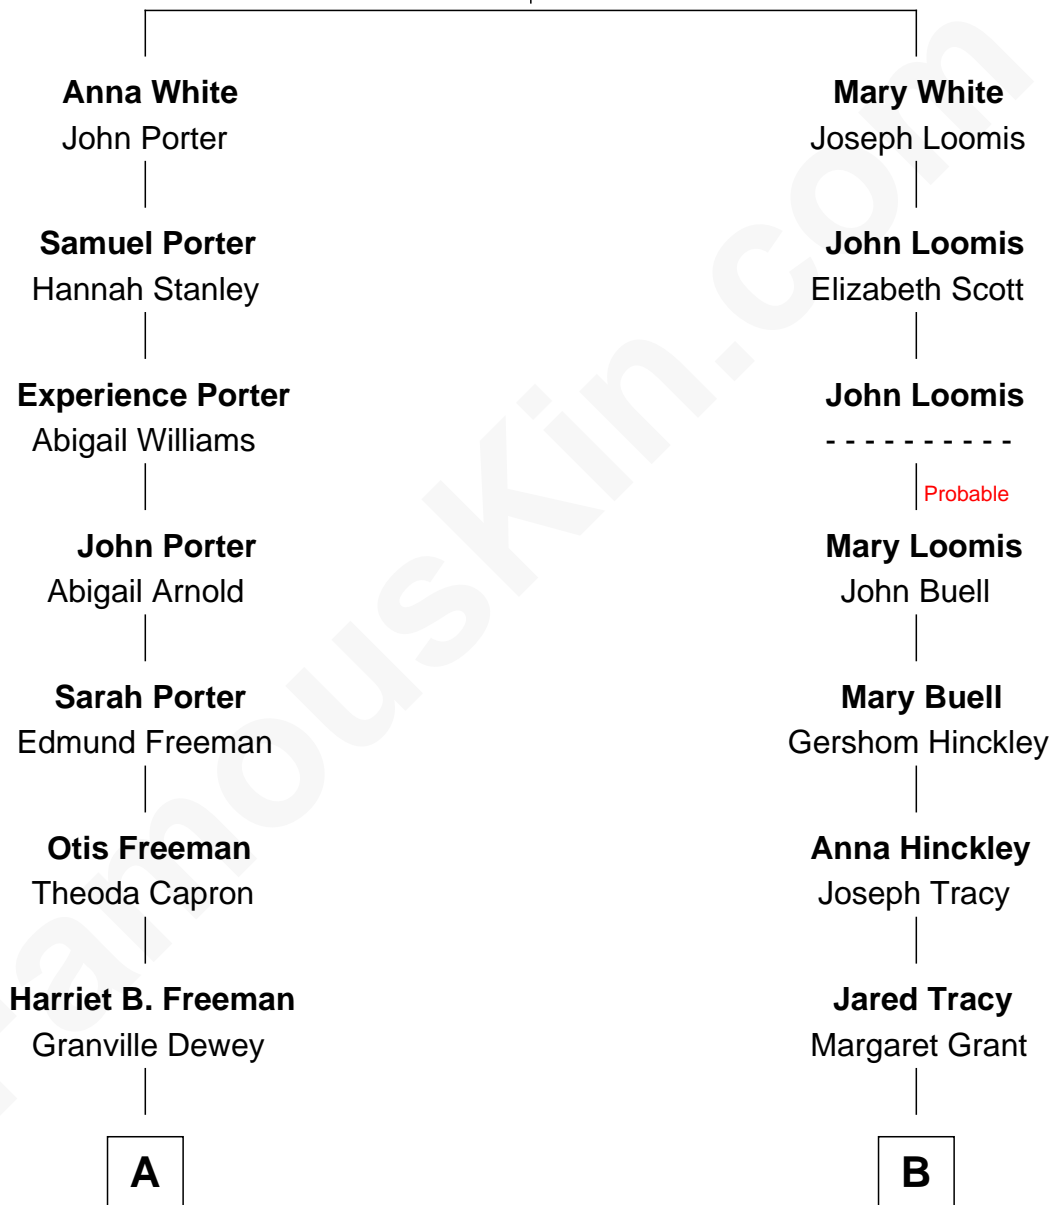 Anna White
John Porter
Samuel Porter
Hannah Stanley
Experience Porter
Abigail Williams
John Porter
Abigail Arnold
Sarah Porter
Edmund Freeman
Otis Freeman
Theoda Capron
Harriet B. Freeman
Granville Dewey
A
Mary White
Joseph Loomis
John Loomis
Elizabeth Scott
John Loomis
- - - - - - - - - -
Probable
Mary Loomis
John Buell
Mary Buell
Gershom Hinckley
Anna Hinckley
Joseph Tracy
Jared Tracy
Margaret Grant
B
FamousKin.com